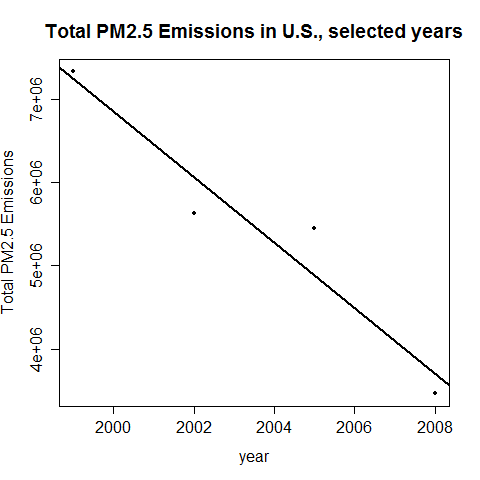 Total PM2.5 Emissions in U.S., selected years
Total PM2.5 Emissions
7e+06
6e+06
5e+06
4e+06
2000 2002 2004 2006 2008
year